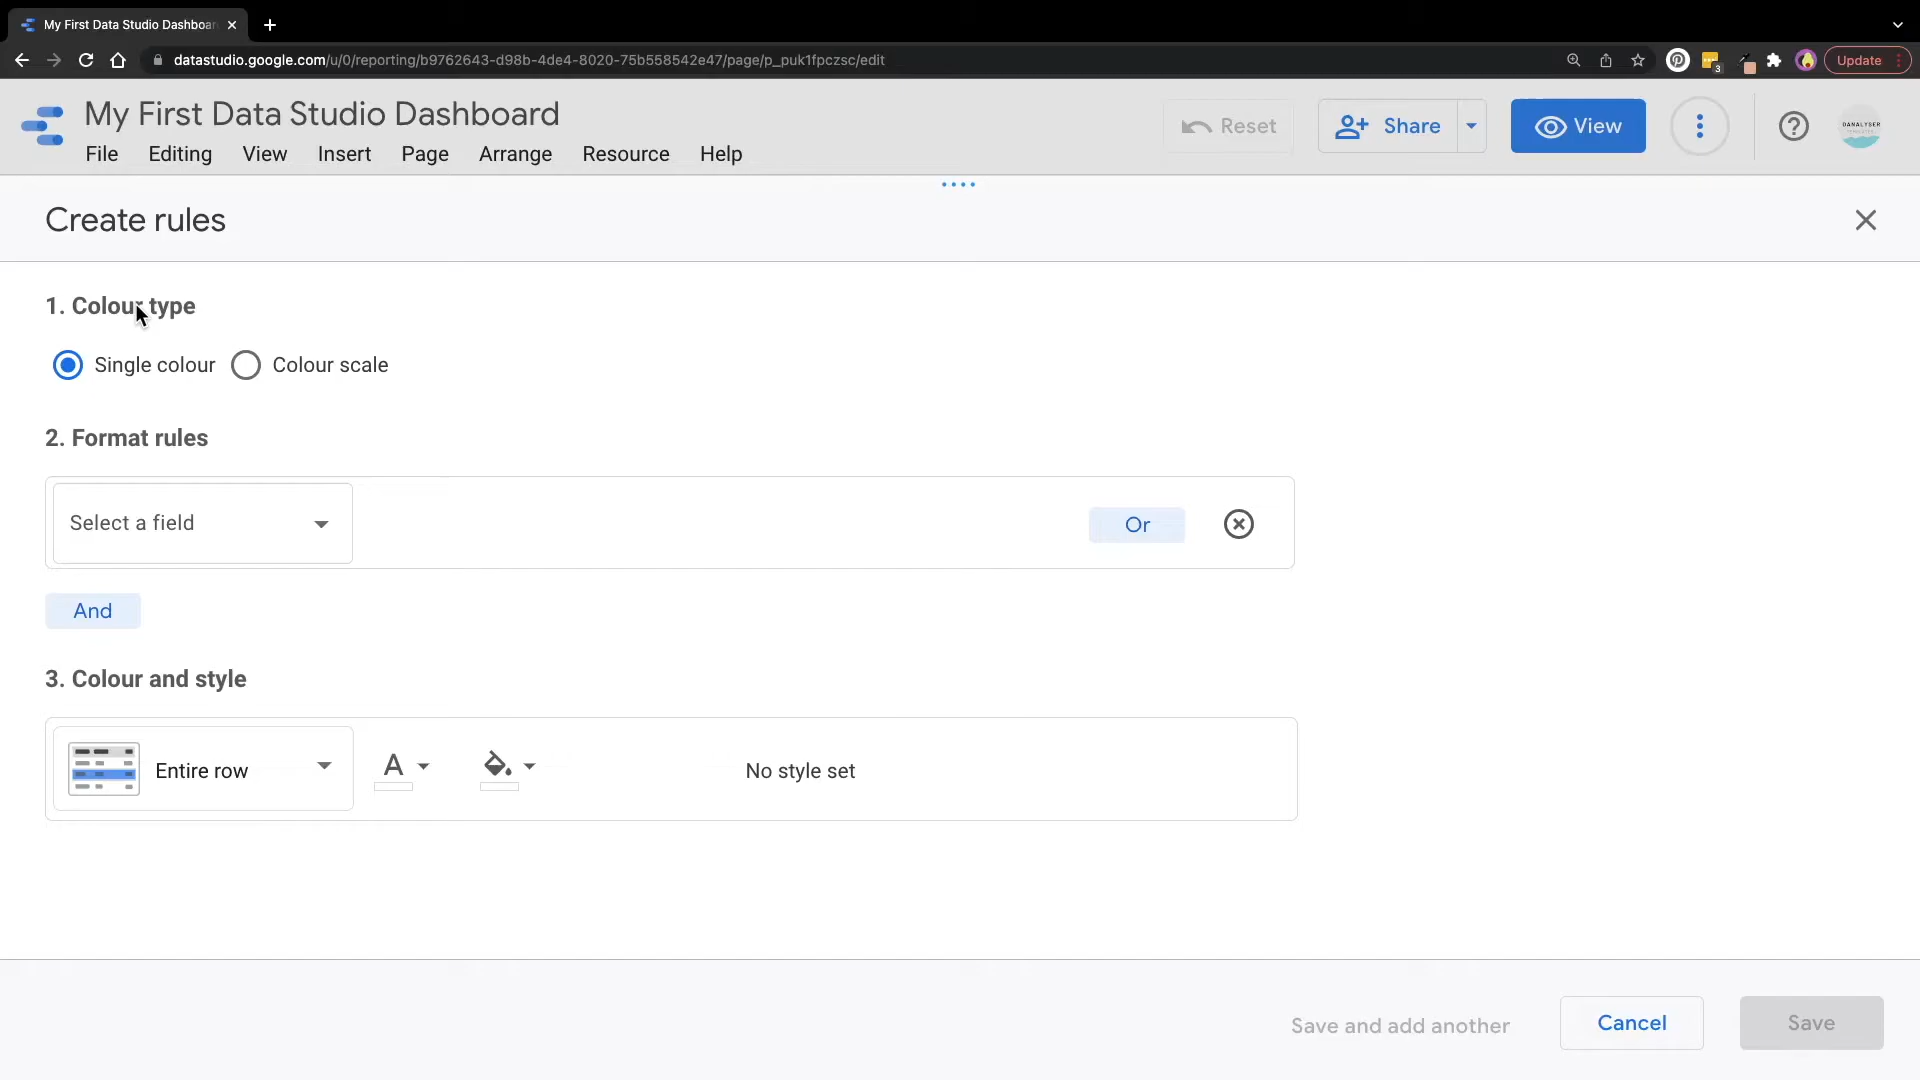 My First Data Studio Dashboar
datastudio.google.com/u/0/reporting/b9762643-d98b-4de4-8020-75b558542e47/page/p_puk1fpczsc/edit
3
Update
My First Data Studio Dashboard
Reset
Share
View
DANALYSER
File Editing View Insert Page Arrange Resource Help
Create rules
1. Colour type
Single colour Colour scale
2. Format rules
Select a field
Or
And
3. Colour and style
Entire row
A
No style set
Save and add another
Cancel
Save